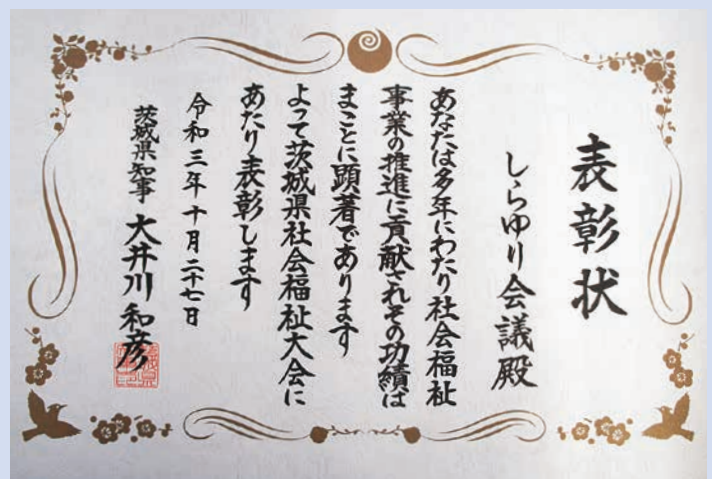 表彰状
しらゆり会議殿
あなたは多年にわたり社会福祉
事業の推進に貢献されその功績は
まことに顕著であります
よって茨城県社会福祉大会に
あたり表彰します
令和三年十月二十七日
茨城県知事 大井川和彦